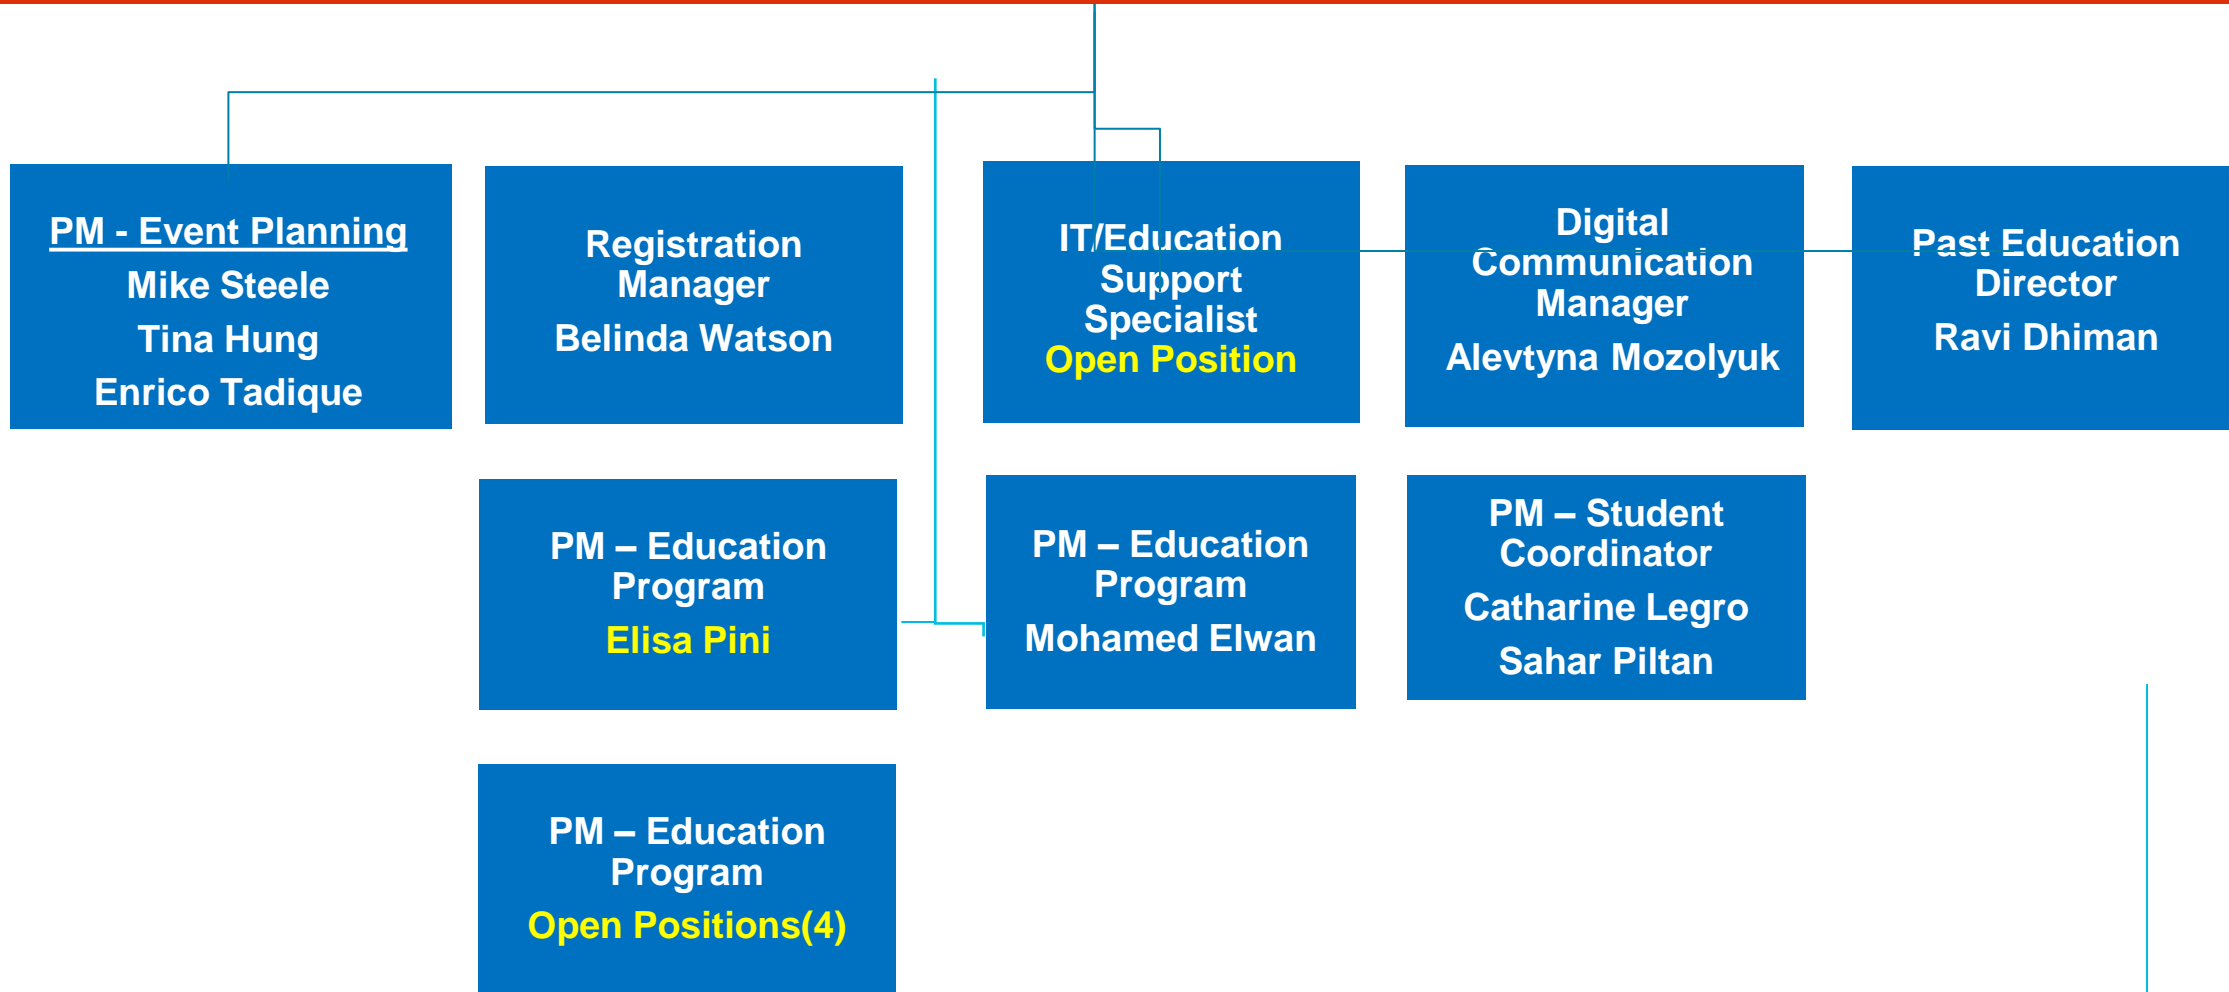 PM - Event Planning
Mike Steele
Tina Hung
Enrico Tadique
Registration
Manager
Belinda Watson
IT/Education
Support
Specialist
Open Position
Digital
Communication
Manager
Alevtyna Mozolyuk
Past Education
Director
Ravi Dhiman
PM – Education
Program
Elisa Pini
PM – Education
Program
Mohamed Elwan
PM – Student
Coordinator
Catharine Legro
Sahar Piltan
PM – Education
Program
Open Positions(4)